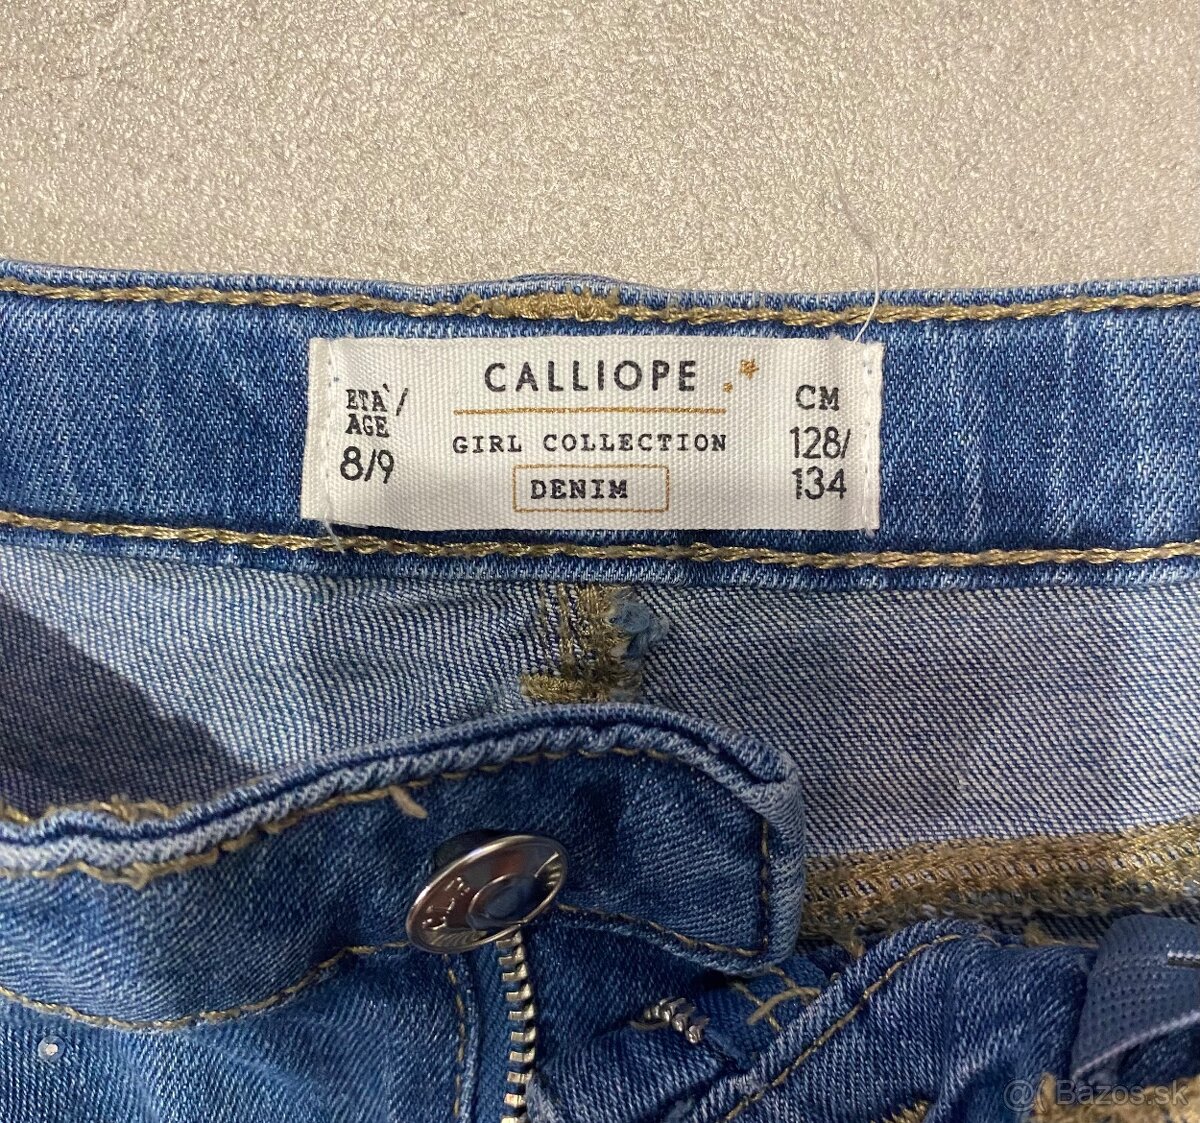 CALLIOPE
ETA'/
AGE
8/9
GIRL COLLECTION
DENIM
CM
128/
134
@ Bazos.sk